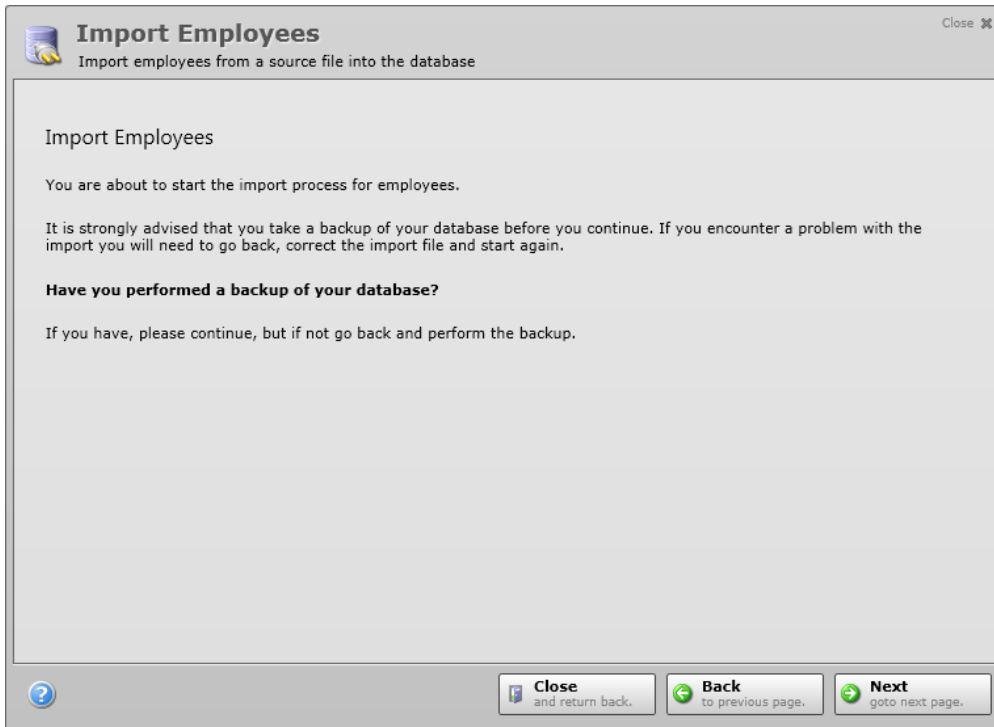 Import Employees
Close
Import employees from a source file into the database
Import Employees
You are about to start the import process for employees.
It is strongly advised that you take a backup of your database before you continue. If you encounter a problem with the
import you will need to go back, correct the import file and start again.
Have you performed a backup of your database?
If you have, please continue, but if not go back and perform the backup.
?
Close
and return back.
Back
to previous page.
Next
goto next page.